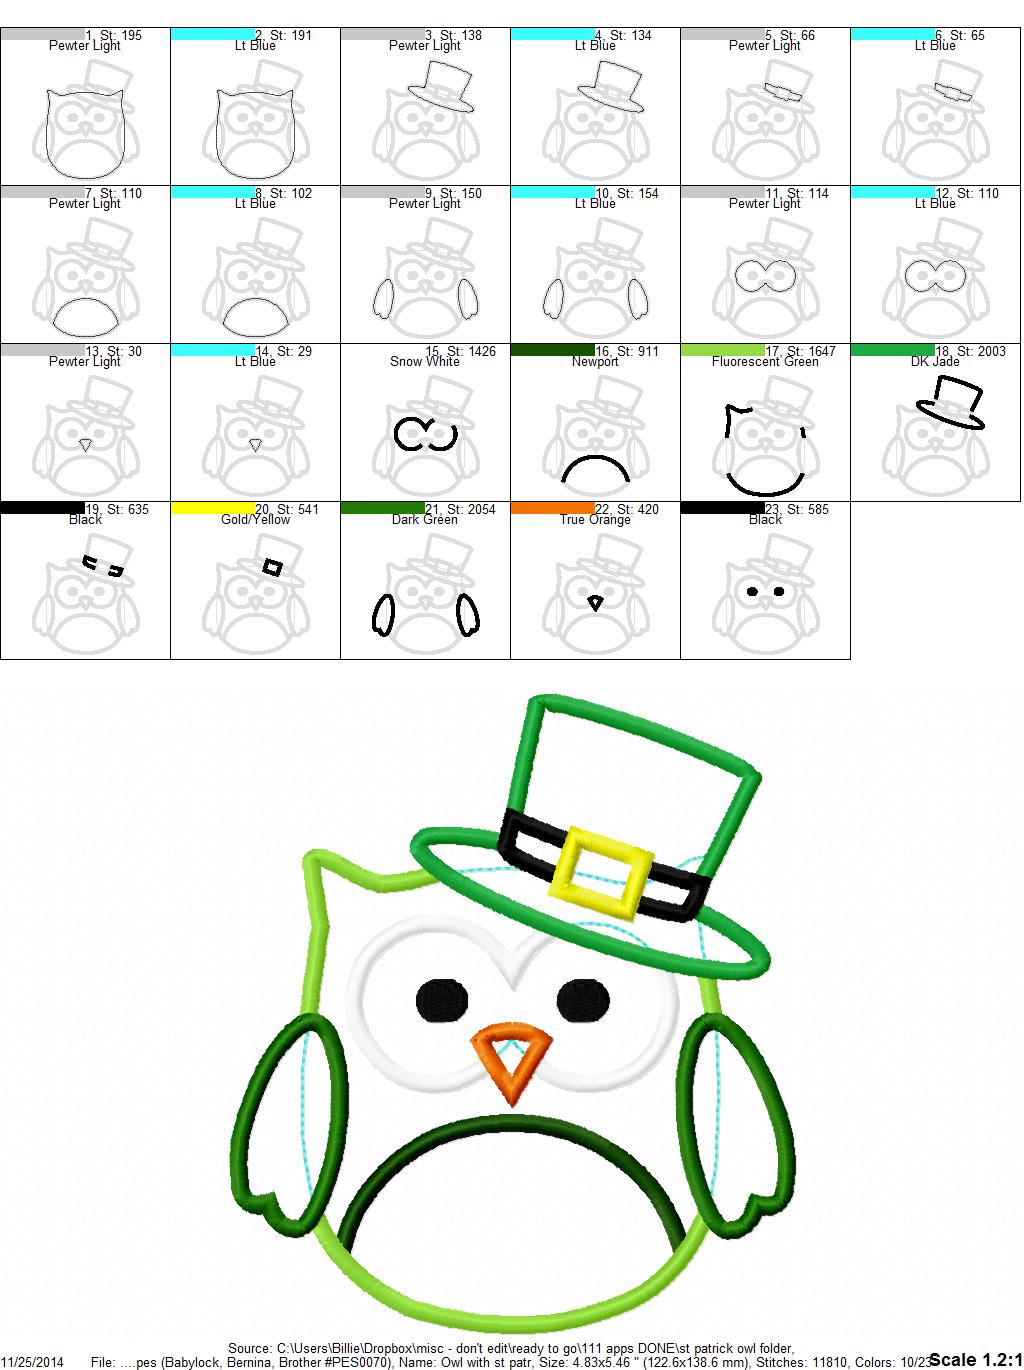 1, St: 195
Pewter Light
2, St: 191
Lt Blue
3, St: 138
Pewter Light
4, St: 134
Lt Blue
5, St: 66
Pewter Light
6, St: 65
Lt Blue
7, St: 110
Pewter Light
8, St: 102
Lt Blue
9, St: 150
Pewter Light
10, St: 154
Lt Blue
11, St: 114
Pewter Light
12, St: 110
Lt Blue
13, St: 30
Pewter Light
14, St: 29
Lt Blue
15, St: 1426
Snow White
16, St: 911
Newport
17, St: 1647
Fluorescent Green
18, St: 2003
DK Jade
19, St: 635
Black
20, St: 541
Gold/Yellow
21, St: 2054
Dark Green
22, St: 420
True Orange
23, St: 585
Black
Source: C:\Users\Billie\Dropbox\misc - don't edit\ready to go\111 apps DONE\st patrick owl folder,
11/25/2014 File: ....pes (Babylock, Bernina, Brother #PES0070), Name: Owl with st patr, Size: 4.83x5.46 " (122.6x138.6 mm), Stitches: 11810, Colors: 10/23 Scale 1.2:1